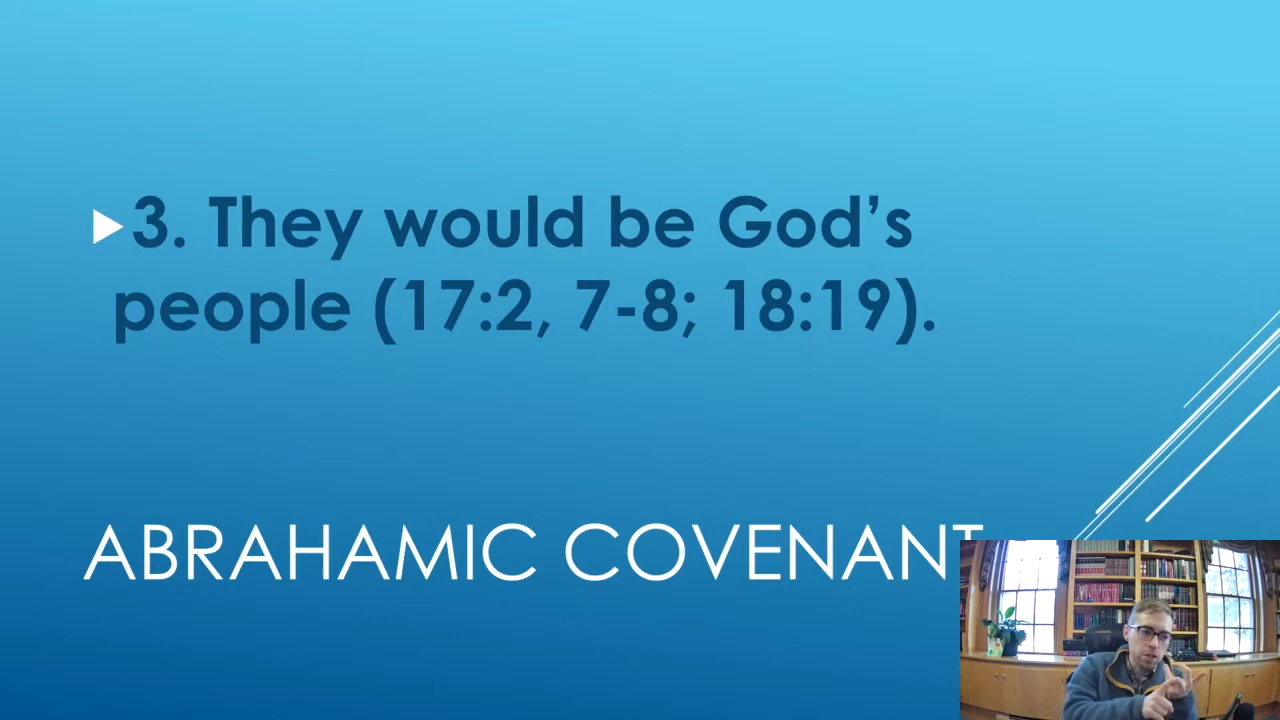 3. They would be God’s
people (17:2, 7-8; 18:19).
ABRAHAMIC COVENANT